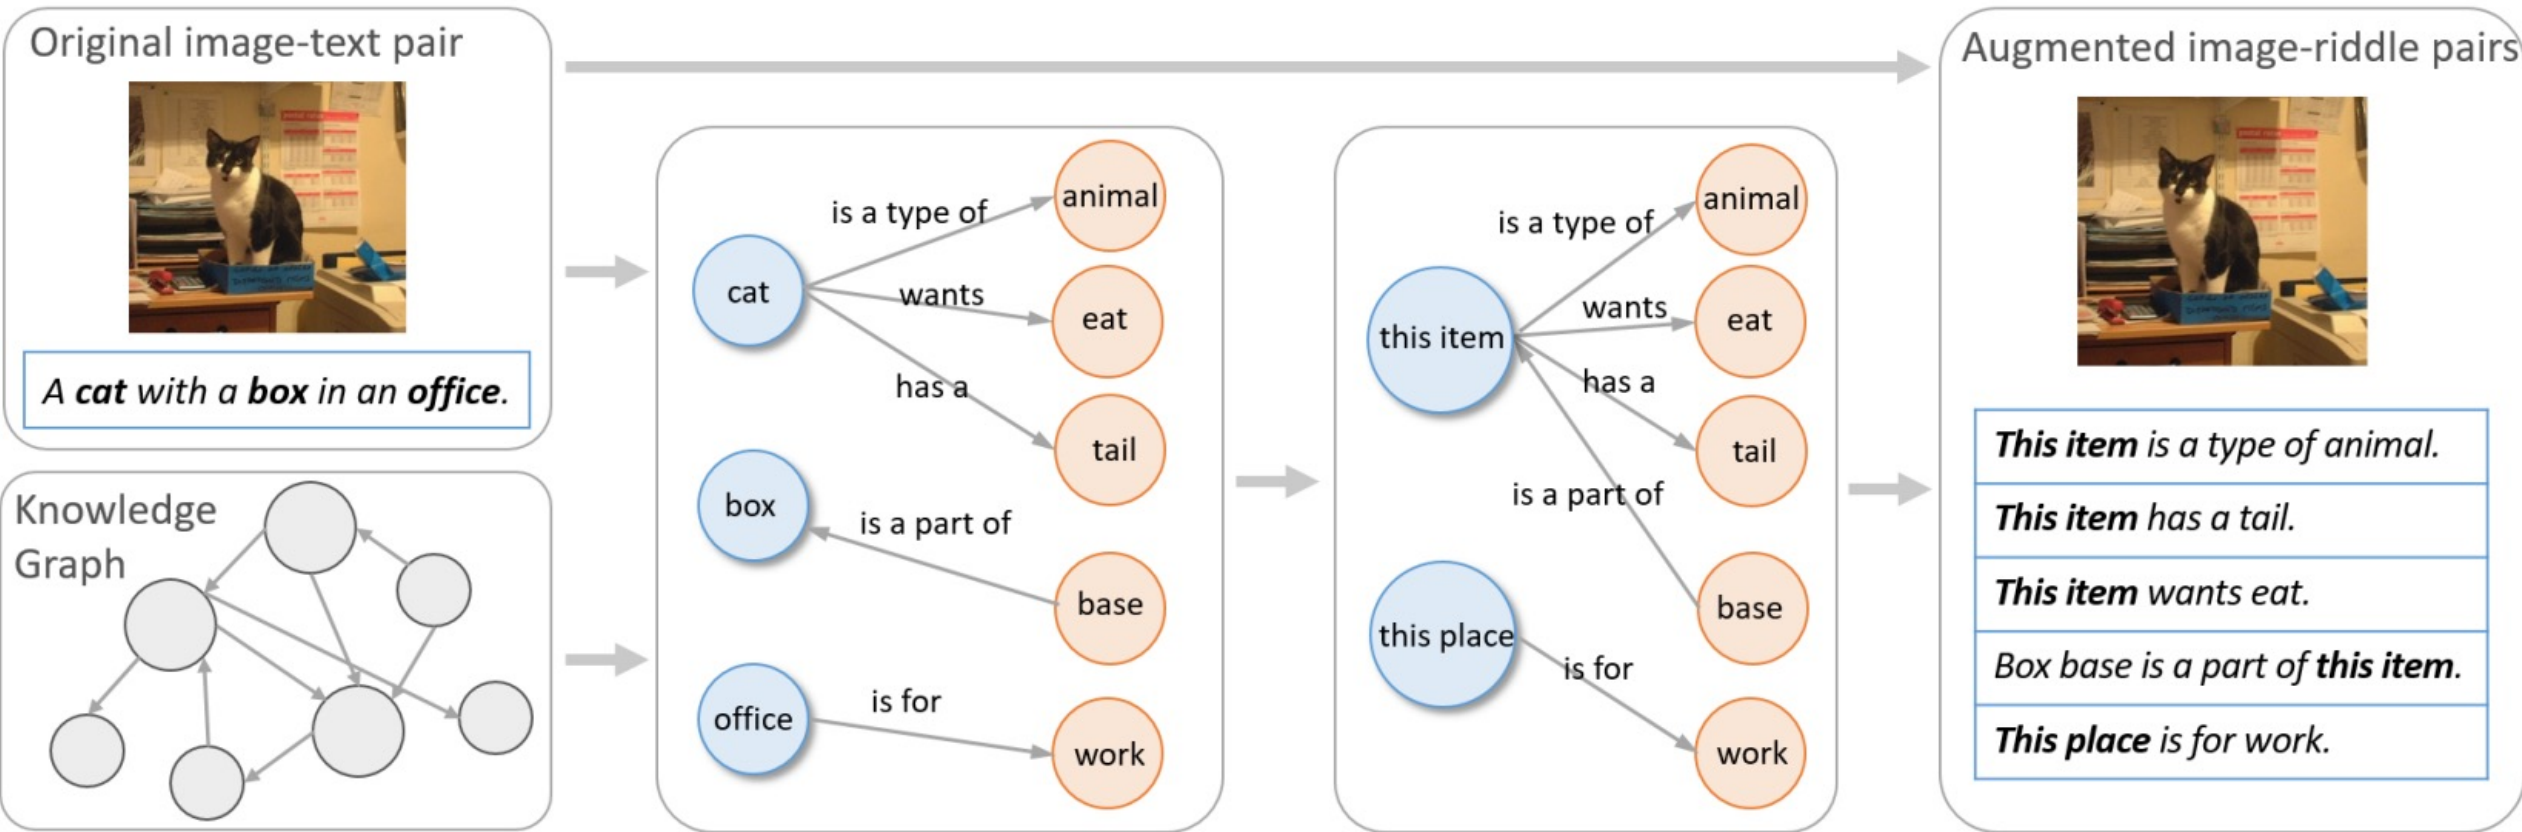 Original image-text pair
A cat with a box in an office.
Knowledge
Graph
cat
is a type of
animal
wants
eat
has a
tail
box
is a part of
base
office
is for
work
this item
is a type of
animal
wants
eat
has a
tail
is a part of
base
this place
is for
work
Augmented image-riddle pairs
This item is a type of animal.
This item has a tail.
This item wants eat.
Box base is a part of this item.
This place is for work.